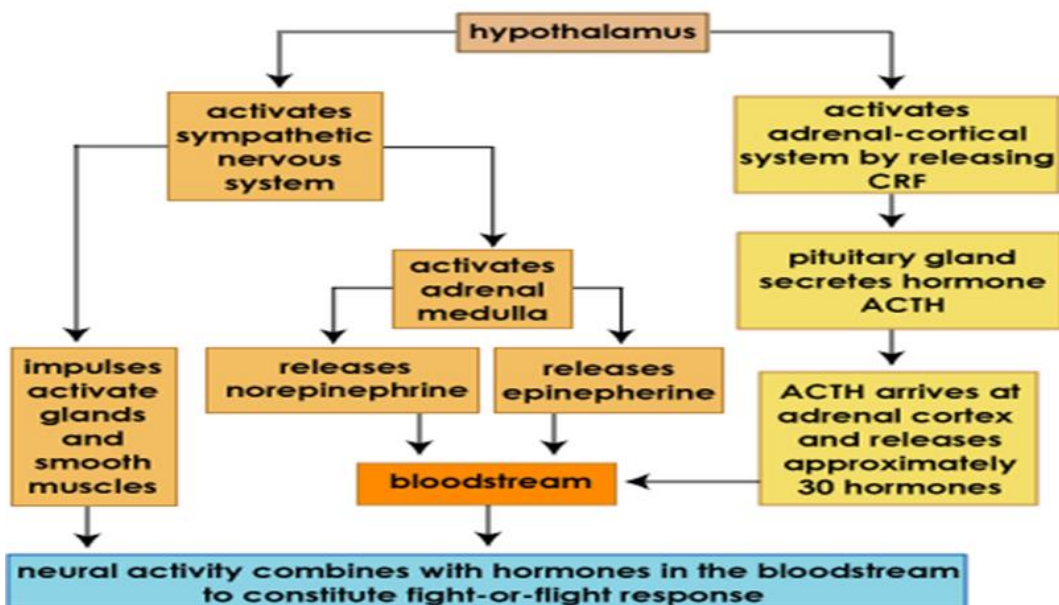 hypothalamus
activates
sympathetic
nervous
system
activates
adrenal-cortical
system by releasing
CRF
activates
adrenal
medulla
pituitary gland
secretes hormone
ACTH
impulses
activate
glands
and
smooth
muscles
releases
norepinephrine
releases
epinepherine
ACTH arrives at
adrenal cortex
and releases
approximately
30 hormones
bloodstream
neural activity combines with hormones in the bloodstream
to constitute fight-or-flight response